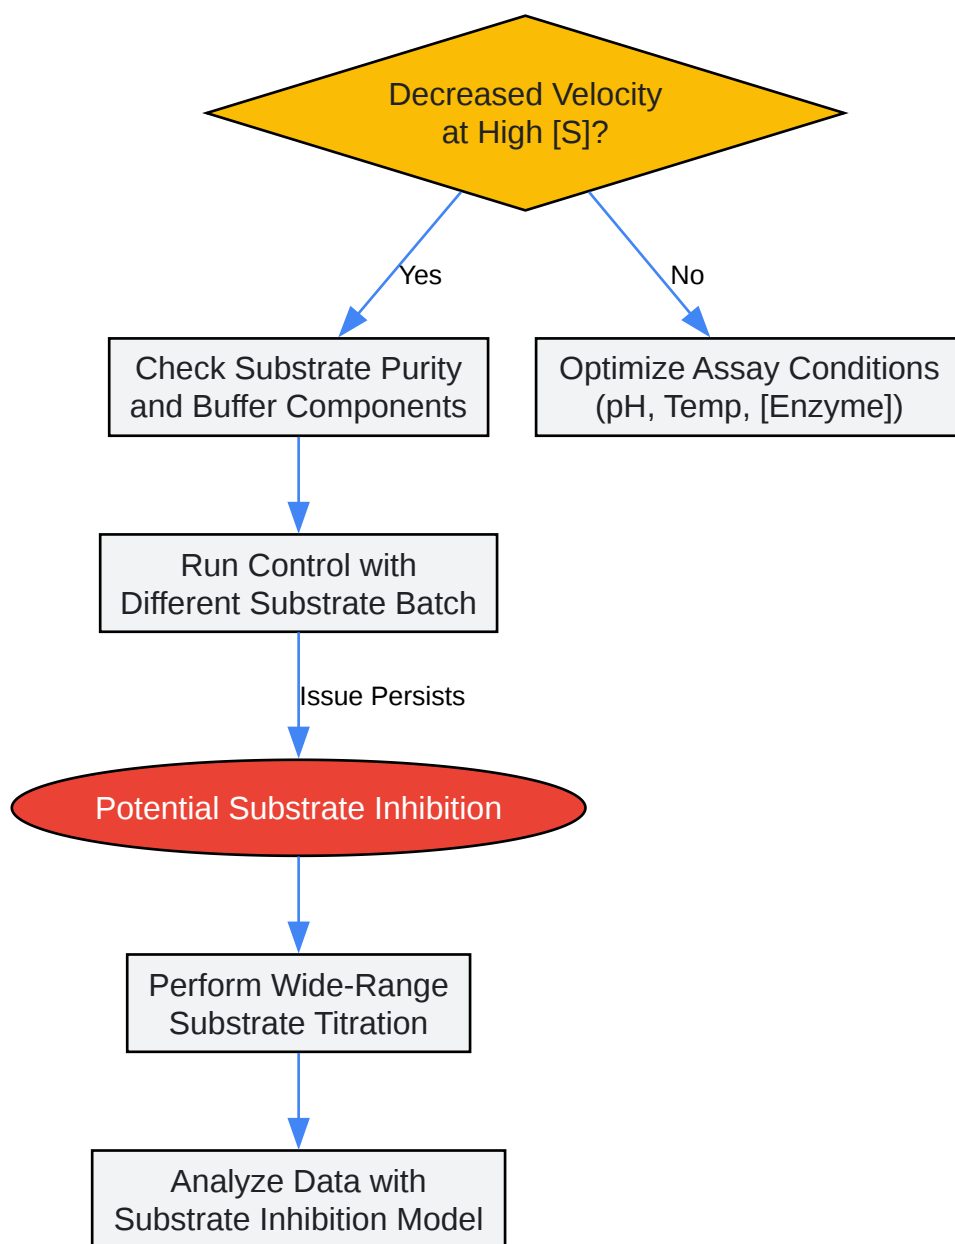 Decreased Velocity
at High [S]?
Yes
No
Check Substrate Purity
and Buffer Components
Optimize Assay Conditions
(pH, Temp, [Enzyme])
Run Control with
Different Substrate Batch
Issue Persists
Potential Substrate Inhibition
Perform Wide-Range
Substrate Titration
Analyze Data with
Substrate Inhibition Model